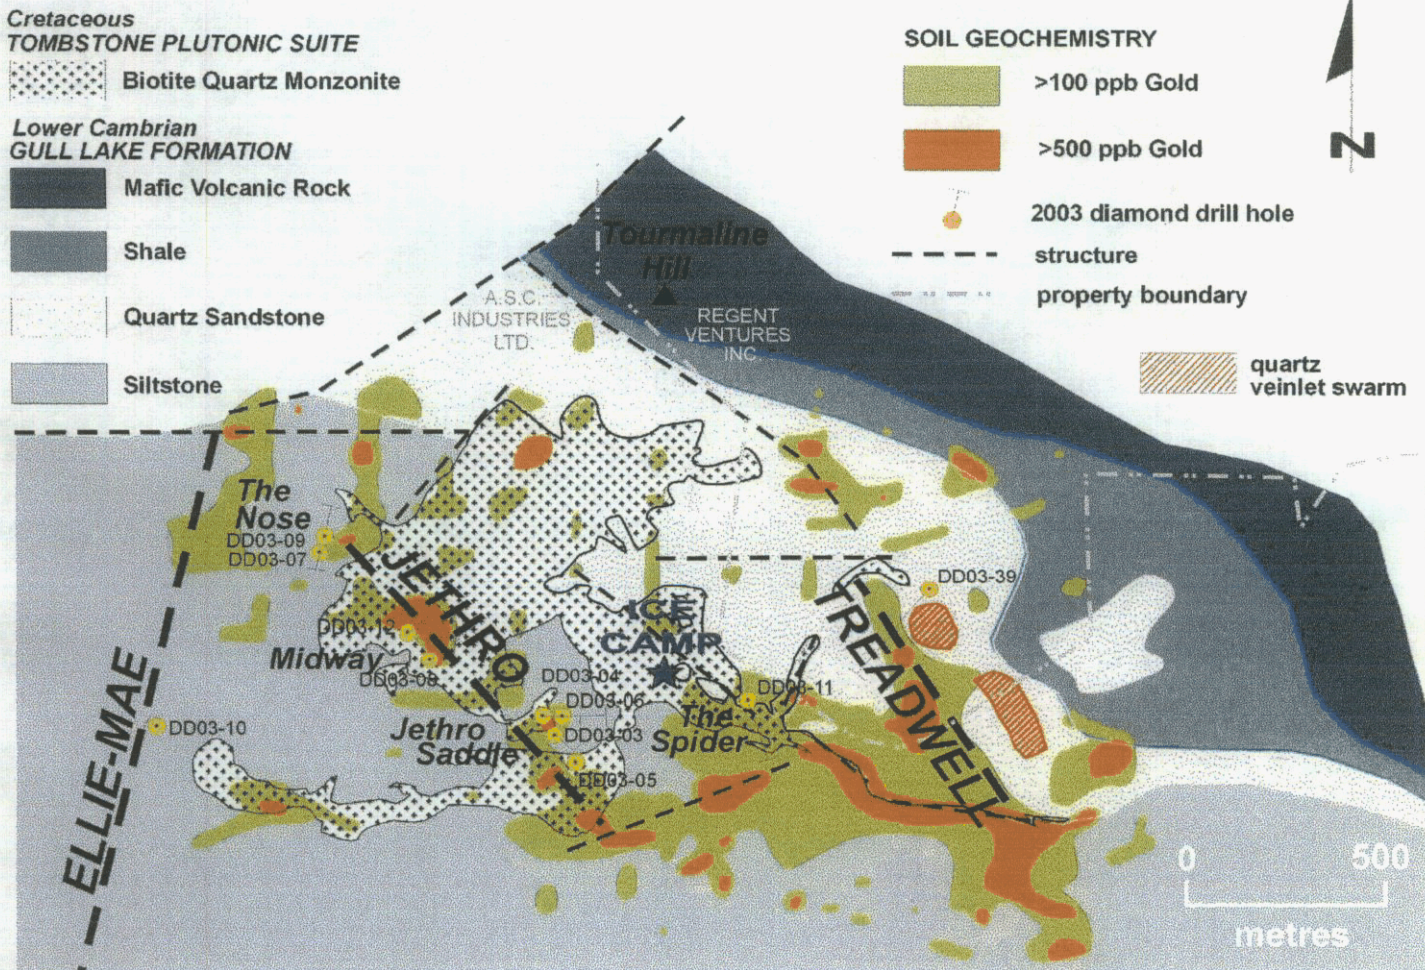 Cretaceous
TOMBSTONE PLUTONIC SUITE
Biotite Quartz Monzonite
Lower Cambrian
GULL LAKE FORMATION
Mafic Volcanic Rock
Shale
Quartz Sandstone
Siltstone
SOIL GEOCHEMISTRY
>100 ppb Gold
>500 ppb Gold
2003 diamond drill hole
structure
property boundary
quartz
veinlet swarm
N
Tourmaline
Hill
A.S.C.
INDUSTRIES
LTD.
REGENT
VENTURES
INC
The
Nose
DD03-09
DD03-07
JETHRO
ICE
CAMP
TREADWELL
DD03-39
DD03-12
Midway
DD03-08
DD03-04
DD03-06
DD03-11
DD03-03
The
Spider
Jethro
Saddle
DD03-05
DD03-10
ELLIE-MAE
0 500
metres